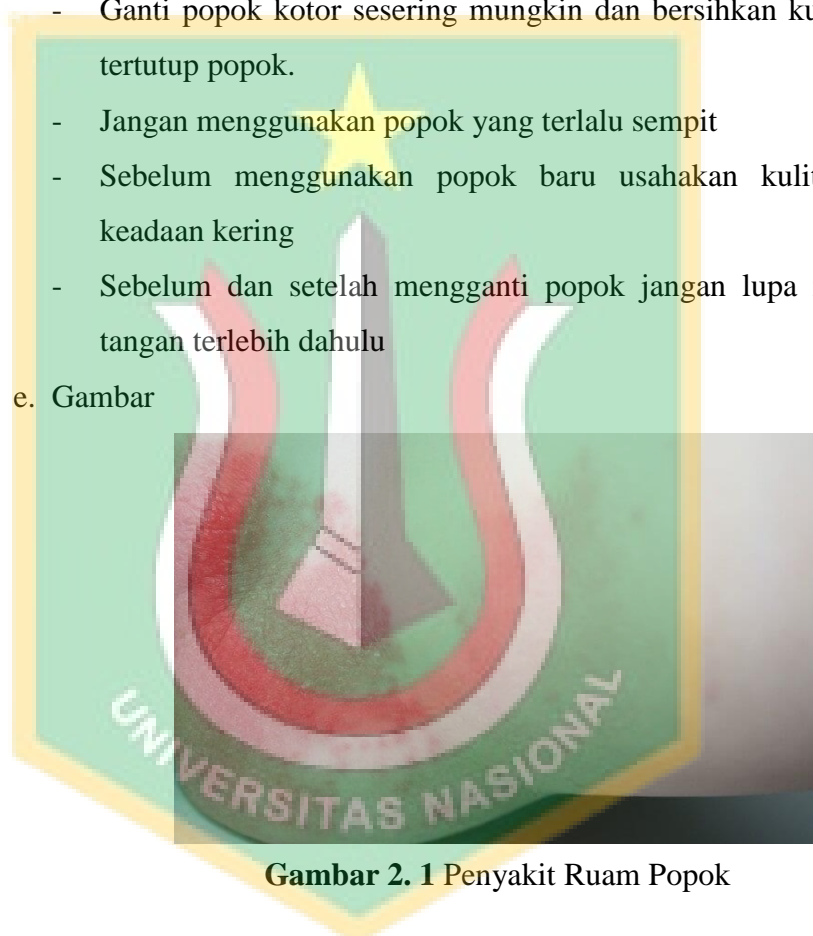 - Ganti popok kotor sesering mungkin dan bersihkan
tertutup popok.
- Jangan menggunakan popok yang terlalu sempit
- Sebelum menggunakan popok baru usahakan
keadaan kering
- Sebelum dan setelah mengganti popok jangan lupa
tangan terlebih dahulu
e. Gambar
UNIVERSITAS NASIONAL
Gambar 2. 1 Penyakit Ruam Popok